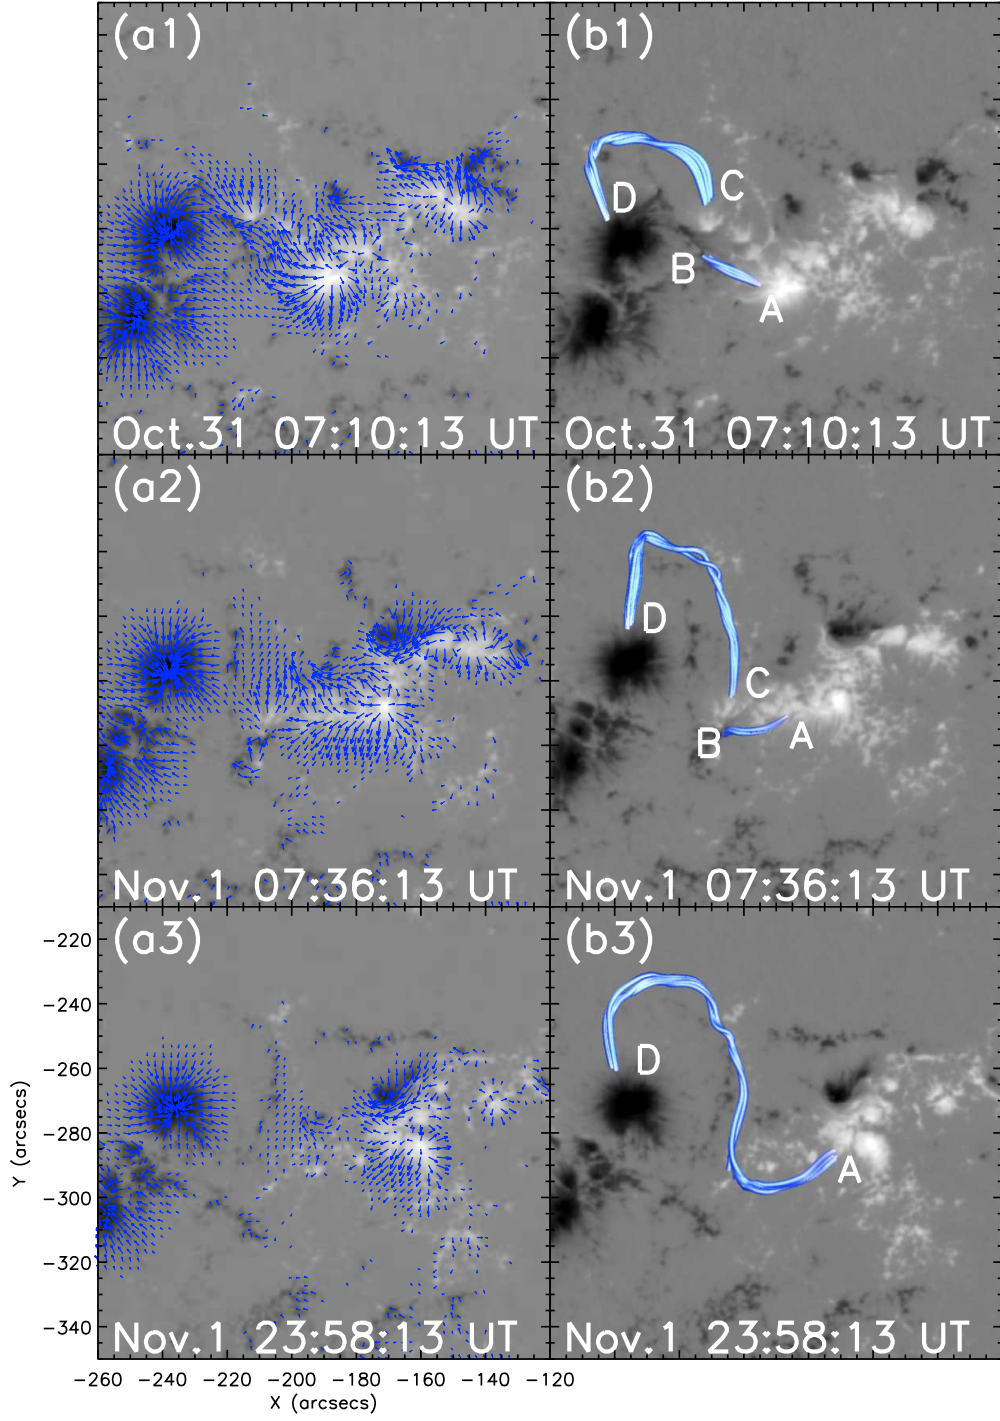 (a1)
(b1)
D
C
B
A
Oct.31 07:10:13 UT
Oct.31 07:10:13 UT
(a2)
(b2)
D
C
B
A
Nov.1 07:36:13 UT
Nov.1 07:36:13 UT
(a3)
(b3)
D
A
Nov.1 23:58:13 UT
Nov.1 23:58:13 UT
−220
−240
−260
−280
−300
−320
−340
Y (arcsecs)
−260 −240 −220 −200 −180 −160 −140 −120
X (arcsecs)